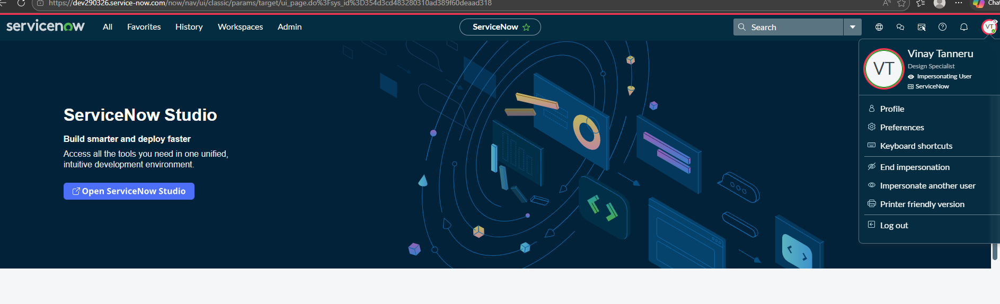 https://dev290326.service-now.com/now/nav/ui/classic/params/target/ui_page.do%3Fsys_id%3D354d3cd483280310ad389f60deaad318
servicenow All Favorites History Workspaces Admin ServiceNow Search VT
ServiceNow Studio
Build smarter and deploy faster
Access all the tools you need in one unified,
intuitive development environment.
Open ServiceNow Studio
VT
Vinay Tanneru
Design Specialist
Impersonating User
ServiceNow
Profile
Preferences
Keyboard shortcuts
End impersonation
Impersonate another user
Printer friendly version
Log out